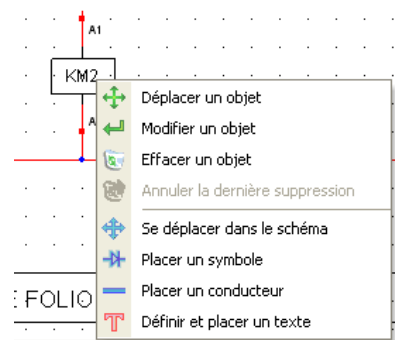 A1
KM2
A
Déplacer un objet
Modifier un objet
Effacer un objet
Annuler la dernière suppression
Se déplacer dans le schéma
Placer un symbole
Placer un conducteur
E FOLIO
Définir et placer un texte